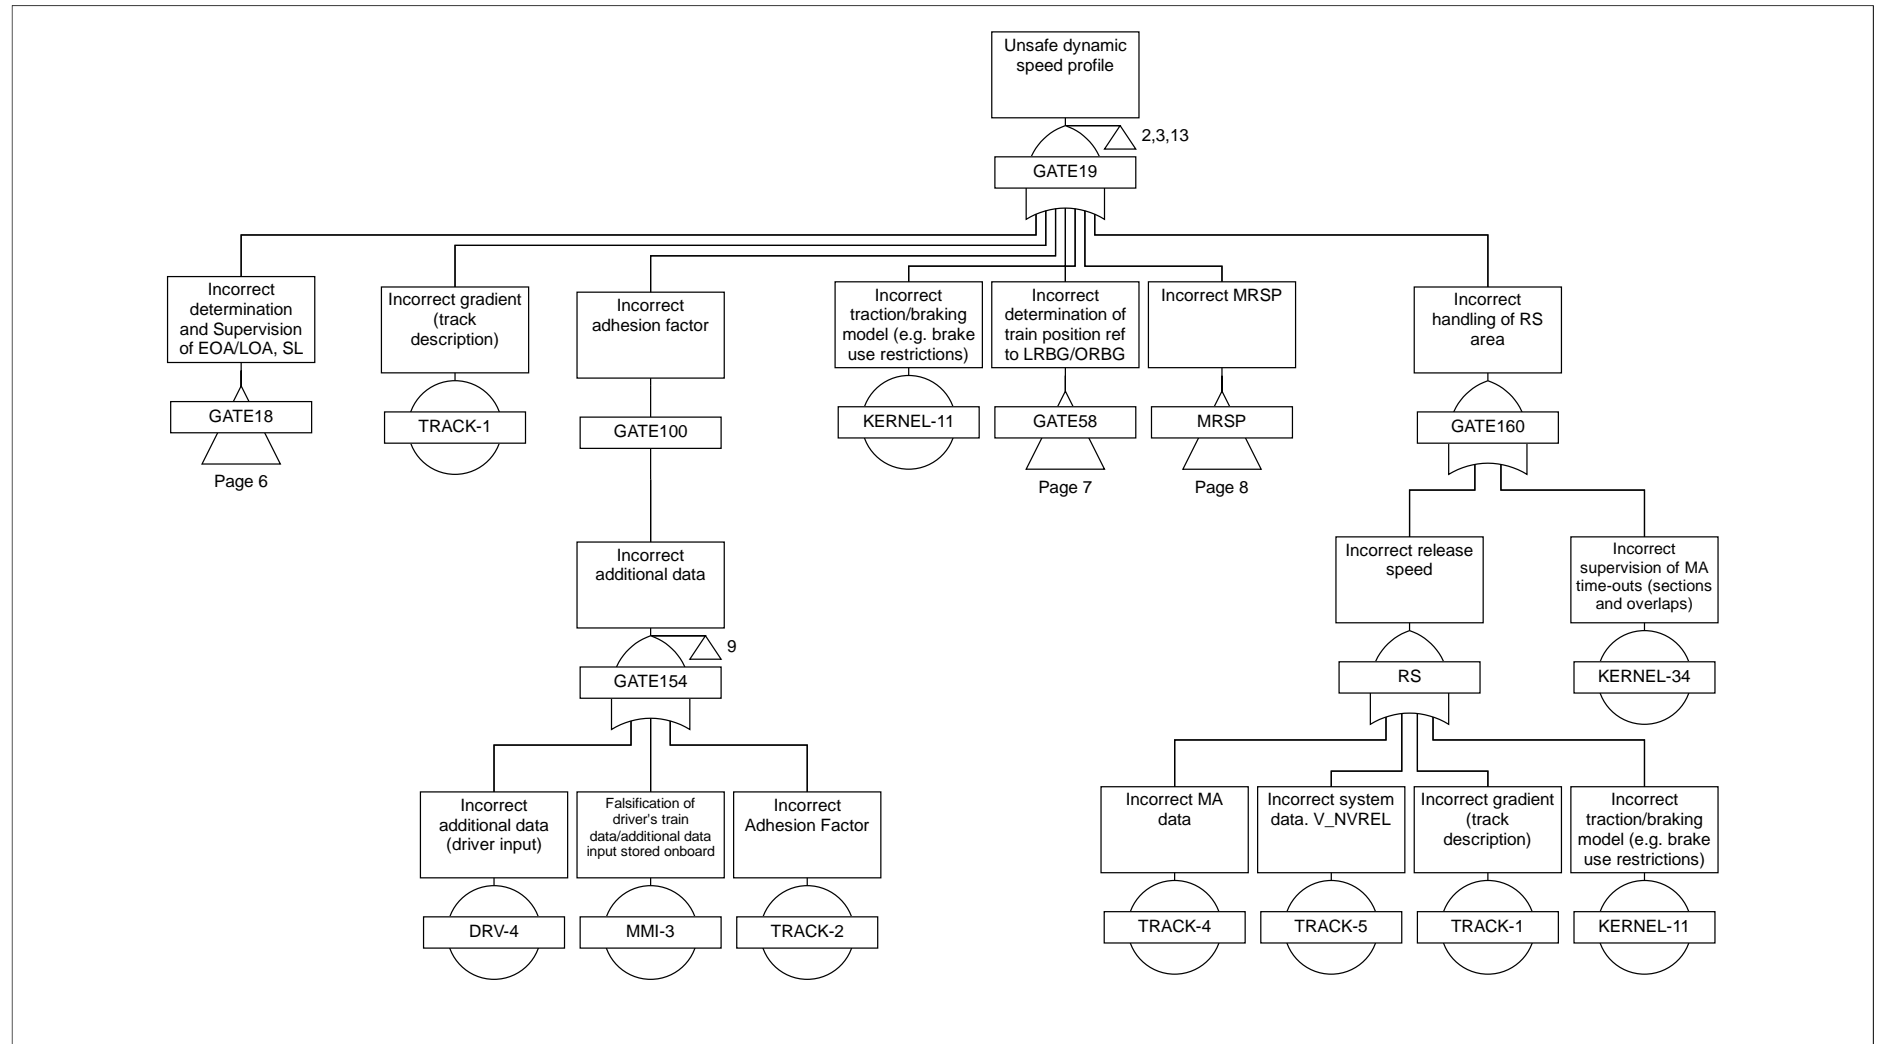 Unsafe dynamic
speed profile
2,3,13
GATE19
Incorrect
determination
and Supervision
of EOA/LOA, SL
GATE18
Page 6
Incorrect gradient
(track
description)
TRACK-1
Incorrect
adhesion factor
GATE100
Incorrect
traction/braking
model (e.g. brake
use restrictions)
KERNEL-11
Incorrect
determination of
train position ref
to LRBG/ORBG
GATE58
Page 7
Incorrect MRSP
MRSP
Page 8
Incorrect
handling of RS
area
GATE160
Incorrect
additional data
9
GATE154
Incorrect release
speed
RS
Incorrect
supervision of MA
time-outs (sections
and overlaps)
KERNEL-34
Incorrect
additional data
(driver input)
DRV-4
Falsification of
driver's train
data/additional data
input stored onboard
MMI-3
Incorrect
Adhesion Factor
TRACK-2
Incorrect MA
data
TRACK-4
Incorrect system
data. V_NVREL
TRACK-5
Incorrect gradient
(track
description)
TRACK-1
Incorrect
traction/braking
model (e.g. brake
use restrictions)
KERNEL-11